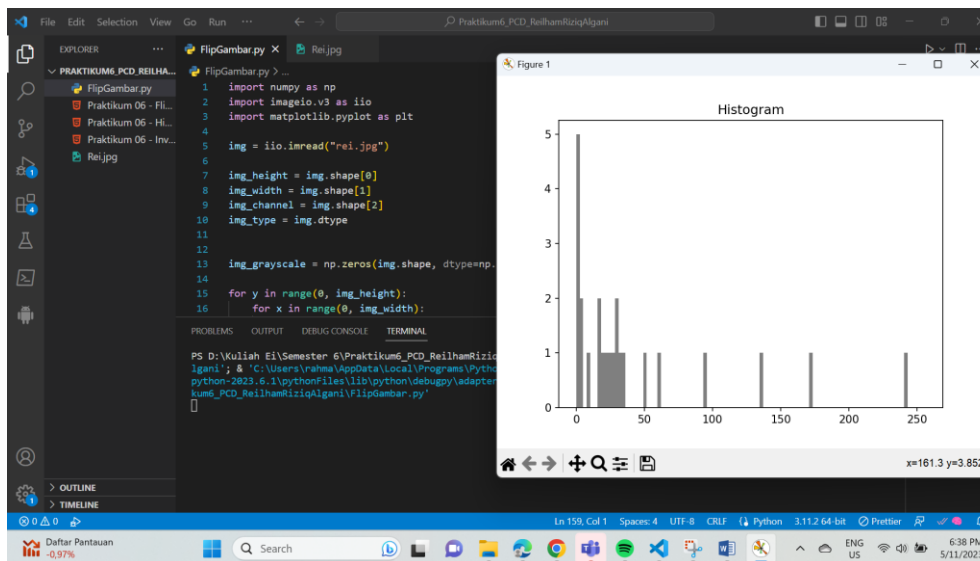 File Edit Selection View Go Run ... Praktikum6_PCD_ReilhamRiziqAlgani
EXPLORER
PRAKTIKUM6_PCD_REILHA...
FlipGambar.py
Praktikum 06 - Fli...
Praktikum 06 - Hi...
Praktikum 06 - Inv...
Rei.jpg
OUTLINE
TIMELINE
FlipGambar.py Rei.jpg
FlipGambar.py > ...
1 import numpy as np
2 import imageio.v3 as iio
3 import matplotlib.pyplot as plt
4
5 img = iio.imread("rei.jpg")
6
7 img_height = img.shape[0]
8 img_width = img.shape[1]
9 img_channel = img.shape[2]
10 img_type = img.dtype
11
12
13 img_grayscale = np.zeros(img.shape, dtype=np.
14
15 for y in range(0, img_height):
16 for x in range(0, img_width):
PROBLEMS OUTPUT DEBUG CONSOLE TERMINAL
PS D:\Kuliah Ei\Semester 6\Praktikum6_PCD_ReilhamRiziq
lgani'; & 'C:\Users\rahma\AppData\Local\Programs\Pytho
python-2023.6.1\pythonFiles\lib\python\debugpy\adapter
kum6_PCD_ReilhamRiziqAlgani\FlipGambar.py'
Figure 1
Histogram
5
4
3
2
1
0
0 50 100 150 200 250
x=161.3 y=3.852
1
4
1
0 0 Ln 159, Col 1 Spaces: 4 UTF-8 CRLF Python 3.11.2 64-bit Prettier
Daftar Pantauan
-0,97%
Search
ENG
US
6:38 PM
5/11/2023